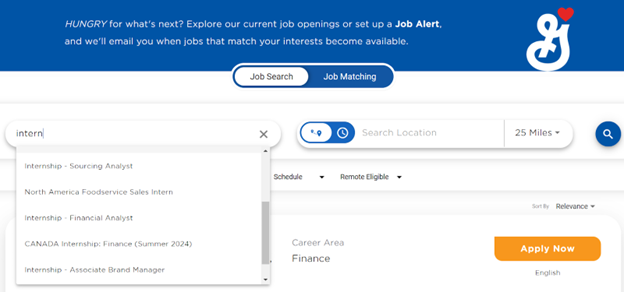 HUNGRY for what's next? Explore our current job openings or set up a Job Alert,
and we'll email you when jobs that match your interests become available.
Job Search
Job Matching
intern
Search Location
25 Miles
Internship - Sourcing Analyst
North America Foodservice Sales Intern
Internship - Financial Analyst
CANADA Internship: Finance (Summer 2024)
Internship - Associate Brand Manager
Schedule
Remote Eligible
Sort By Relevance
Career Area
Finance
Apply Now
English